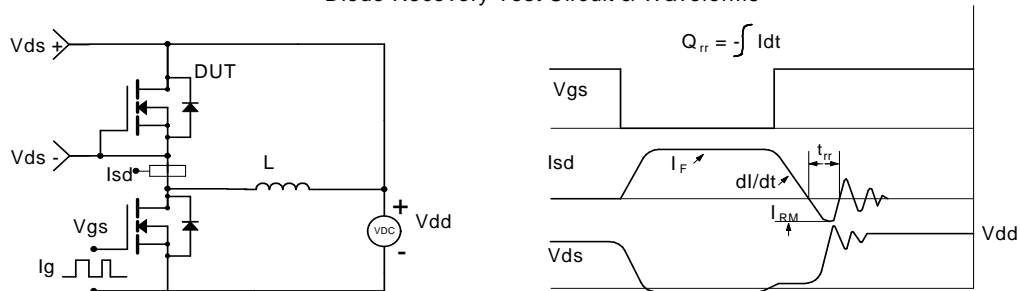 Diode Recovery Test Circuit & Waveforms
Vds +
DUT
Vds -
Isd
L
Vgs
Ig
+
VDC
-
Vdd
Q rr = - ∫ Idt
Vgs
Isd
I F
dI/dt
t rr
I RM
Vds
Vdd